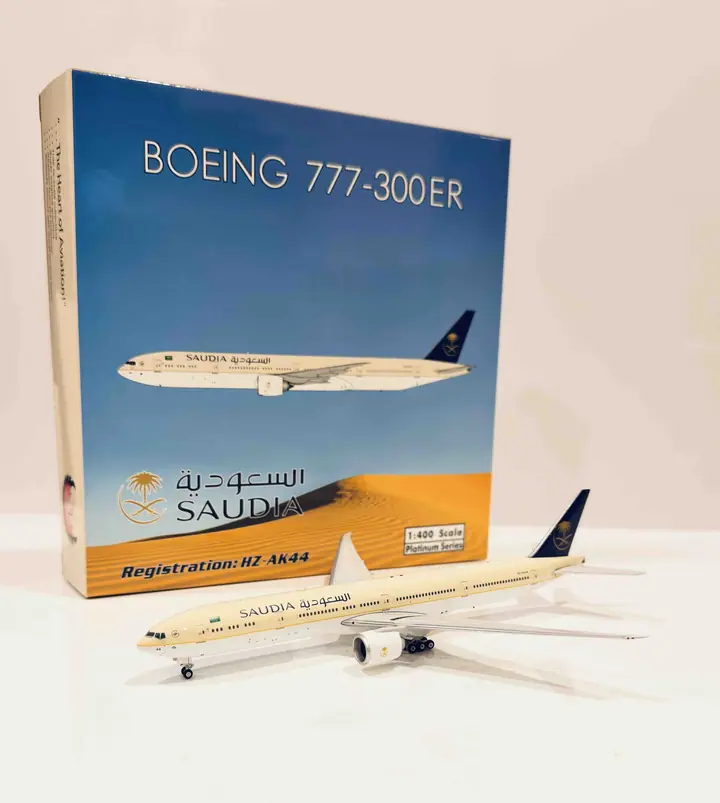 BOEING 777-300ER
"...The Heart of Aviation!"
SAUDIA السعودية
السعودية
SAUDIA
1:400 Scale
Platinum Series
Registration: HZ-AK44
SAUDIA السعودية